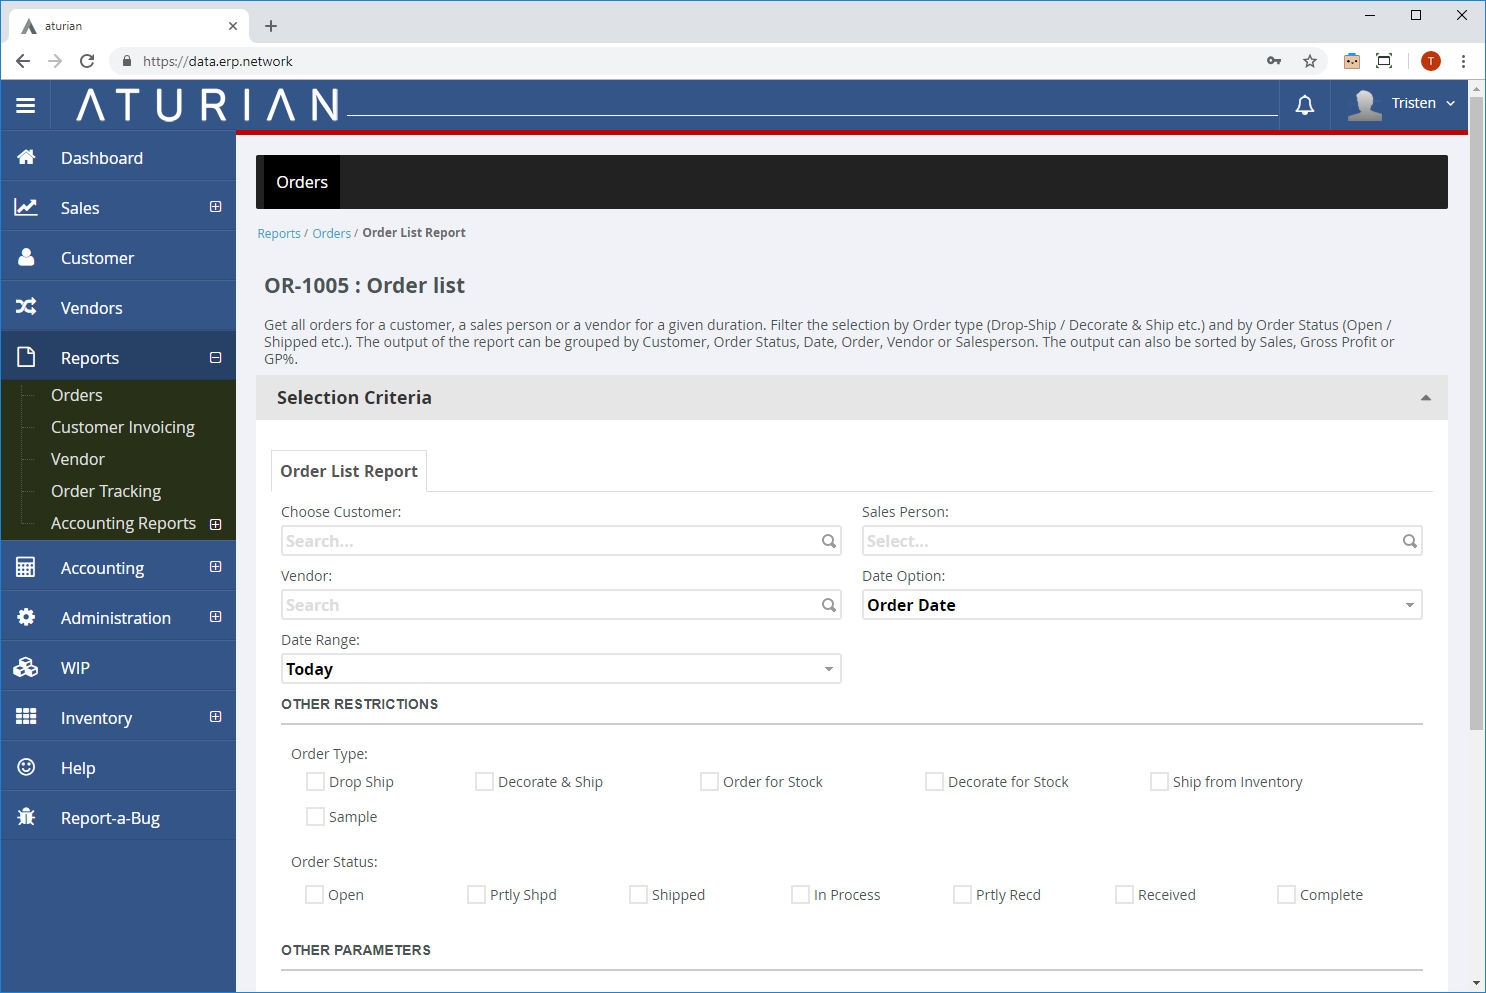 aturian
https://data.erp.network
T
ATURIAN
Tristen
Dashboard
Sales
Customer
Vendors
Reports
Orders
Customer Invoicing
Vendor
Order Tracking
Accounting Reports
Accounting
Administration
WIP
Inventory
Help
Report-a-Bug
Orders
Reports / Orders / Order List Report
OR-1005 : Order list
Get all orders for a customer, a sales person or a vendor for a given duration. Filter the selection by Order type (Drop-Ship / Decorate & Ship etc.) and by Order Status (Open /
Shipped etc.). The output of the report can be grouped by Customer, Order Status, Date, Order, Vendor or Salesperson. The output can also be sorted by Sales, Gross Profit or
GP%.
Selection Criteria
Order List Report
Choose Customer: Sales Person:
Search... Select...
Vendor: Date Option:
Search Order Date
Date Range:
Today
OTHER RESTRICTIONS
Order Type:
Drop Ship Decorate & Ship Order for Stock Decorate for Stock Ship from Inventory
Sample
Order Status:
Open Prtly Shpd Shipped In Process Prtly Recd Received Complete
OTHER PARAMETERS